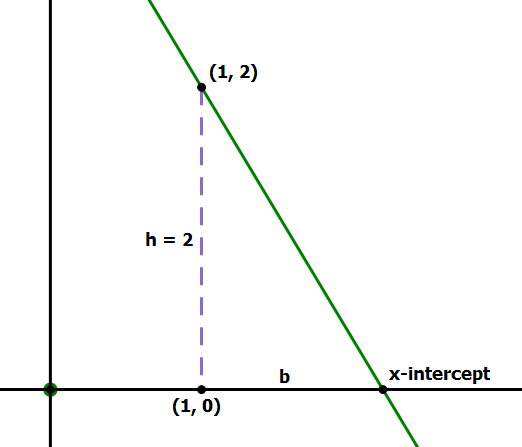 (1, 2)
h = 2
x-intercept
b
(1, 0)